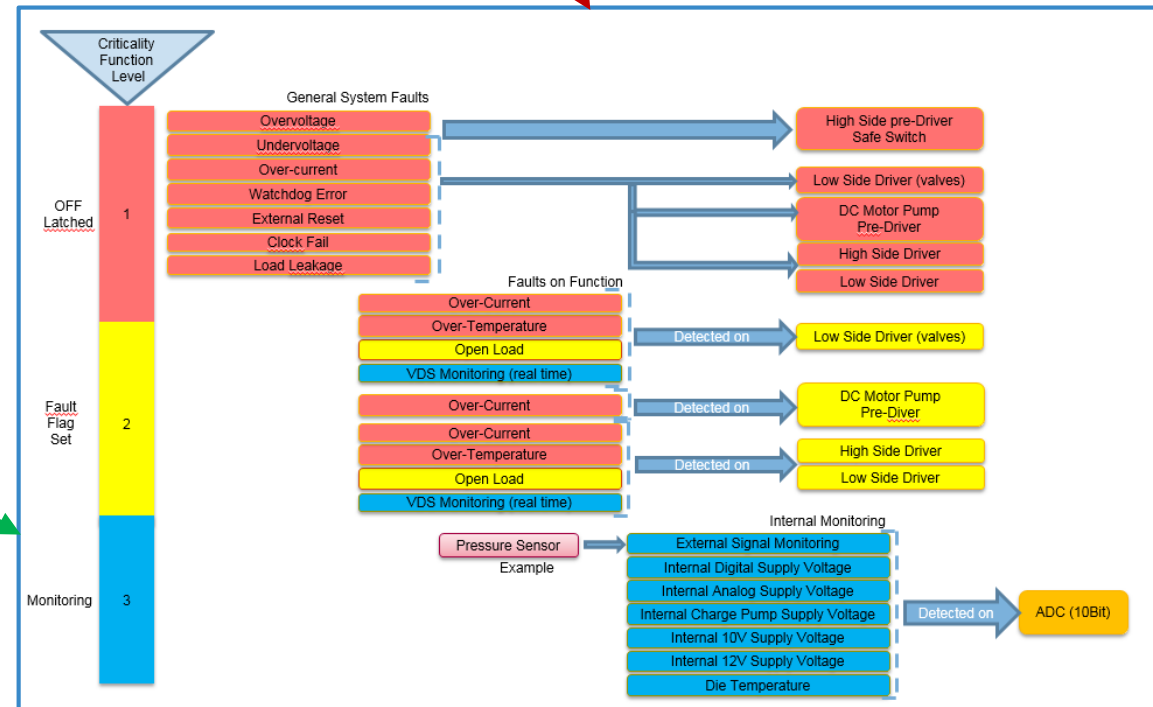 Criticality
Function
Level
General System Faults
Overvoltage
Undervoltage
Over-current
Watchdog Error
External Reset
Clock Fail
Load Leakage
High Side pre-Driver
Safe Switch
Low Side Driver (valves)
DC Motor Pump
Pre-Driver
High Side Driver
Low Side Driver
OFF
Latched
1
Faults on Function
Over-Current
Over-Temperature
Open Load
VDS Monitoring (real time)
Detected on
Low Side Driver (valves)
Over-Current
Detected on
DC Motor Pump
Pre-Diver
Fault
Flag
Set
2
Over-Current
Over-Temperature
Open Load
VDS Monitoring (real time)
Detected on
High Side Driver
Low Side Driver
Internal Monitoring
Pressure Sensor
Example
External Signal Monitoring
Internal Digital Supply Voltage
Internal Analog Supply Voltage
Internal Charge Pump Supply Voltage
Internal 10V Supply Voltage
Internal 12V Supply Voltage
Die Temperature
Detected on
ADC (10Bit)
Monitoring
3